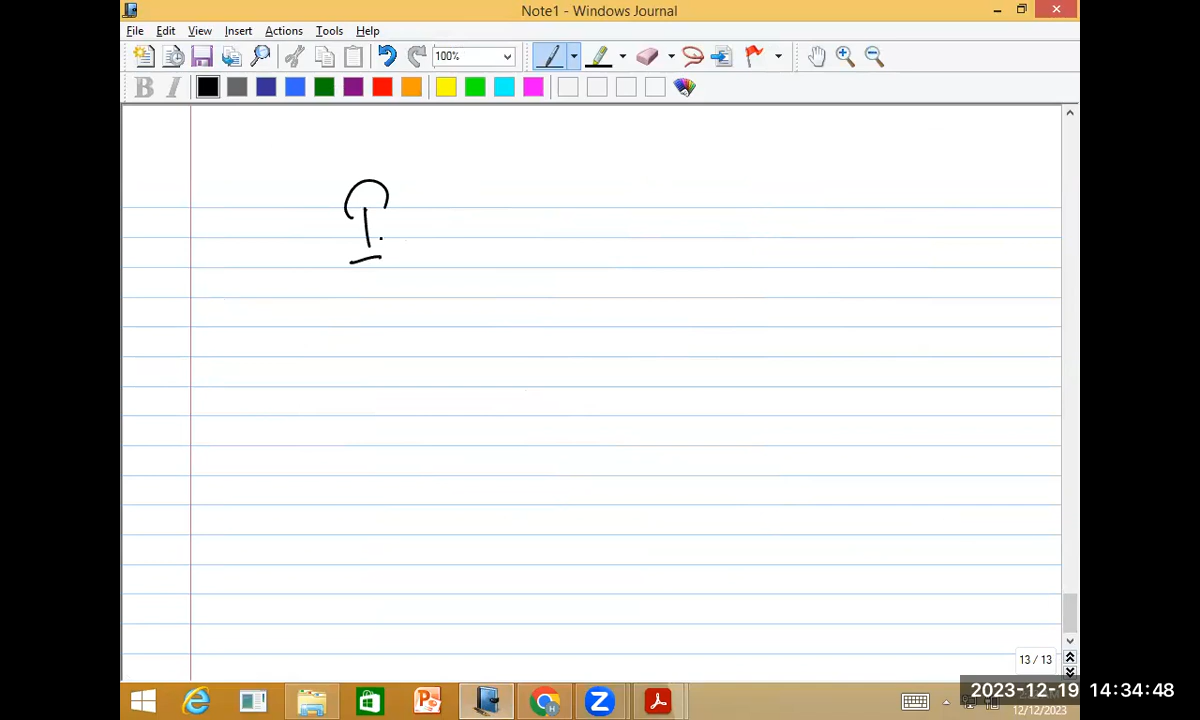 Note1 - Windows Journal
File Edit View Insert Actions Tools Help
100%
B I
13 / 13
2023-12-19 14:34:48
12/12/2023